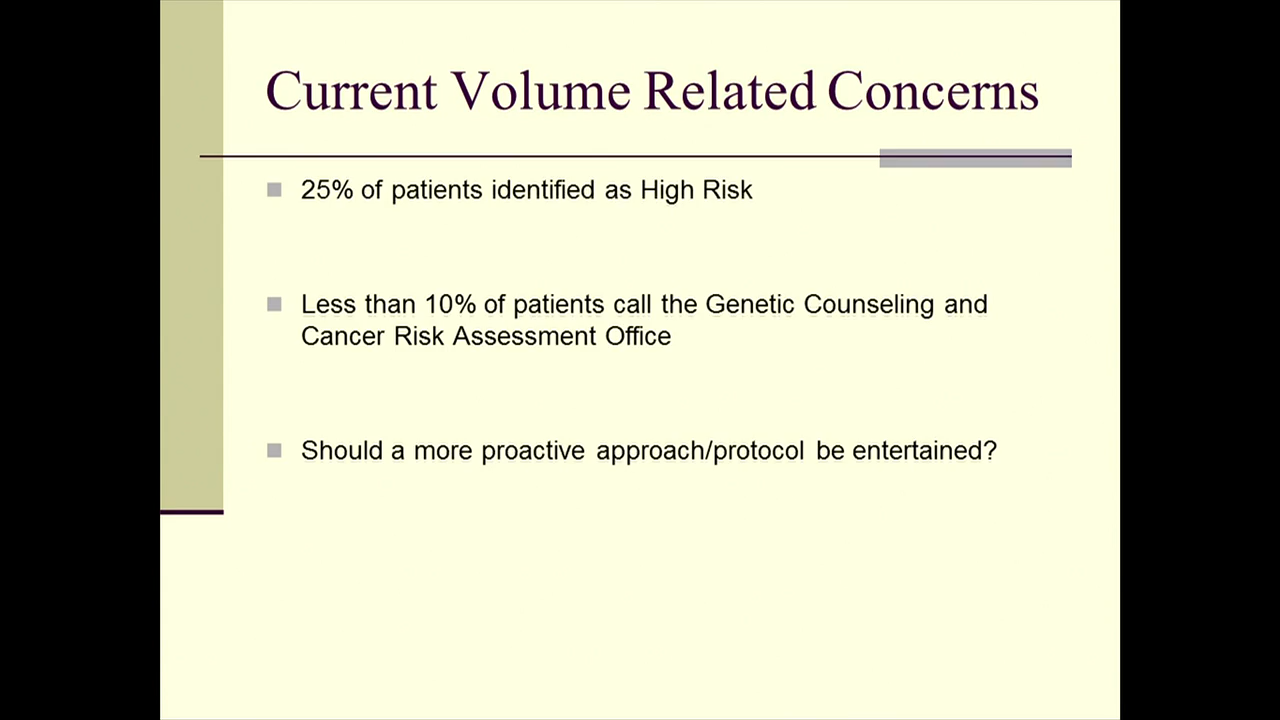 Current Volume Related Concerns
25% of patients identified as High Risk
Less than 10% of patients call the Genetic Counseling and
Cancer Risk Assessment Office
Should a more proactive approach/protocol be entertained?